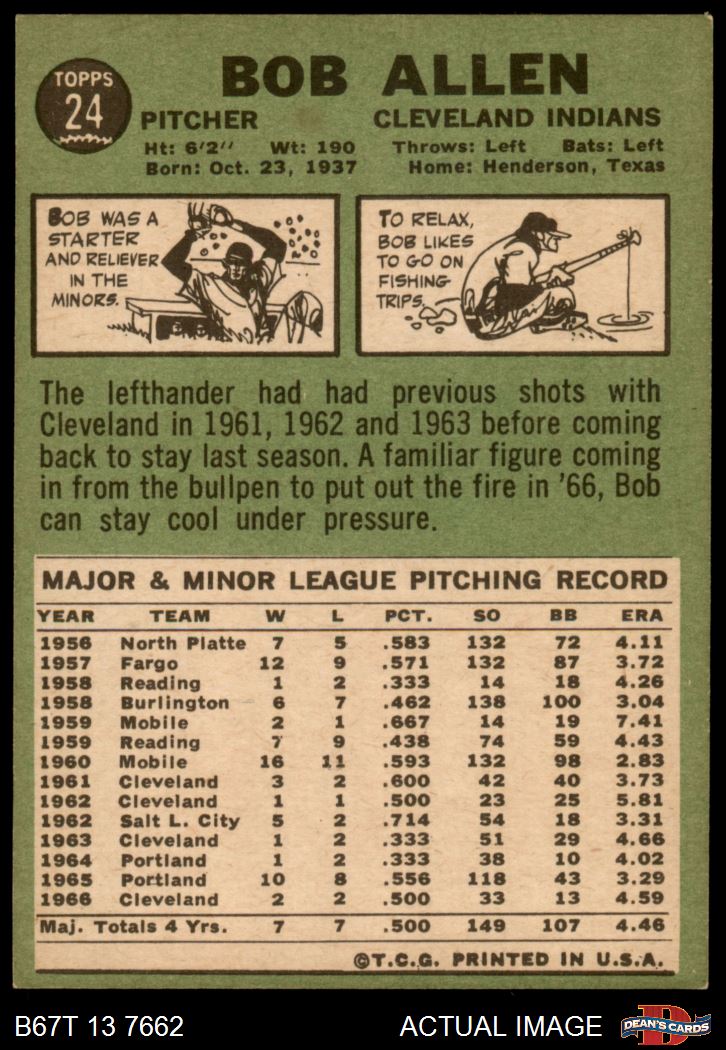 TOPPS
24
BOB ALLEN
PITCHER CLEVELAND INDIANS
Ht: 6'2" Wt: 190 Throws: Left Bats: Left
Born: Oct. 23, 1937 Home: Henderson, Texas
BOB WAS A
STARTER
AND RELIEVER
IN THE
MINORS.
TO RELAX,
BOB LIKES
TO GO ON
FISHING
TRIPS.
The lefthander had had previous shots with
Cleveland in 1961, 1962 and 1963 before coming
back to stay last season. A familiar figure coming
in from the bullpen to put out the fire in '66, Bob
can stay cool under pressure.
MAJOR & MINOR LEAGUE PITCHING RECORD
YEAR TEAM W L PCT. SO BB ERA
1956 North Platte 7 5 .583 132 72 4.11
1957 Fargo 12 9 .571 132 87 3.72
1958 Reading 1 2 .333 14 18 4.26
1958 Burlington 6 7 .462 138 100 3.04
1959 Mobile 2 1 .667 14 19 7.41
1959 Reading 7 9 .438 74 59 4.43
1960 Mobile 16 11 .593 132 98 2.83
1961 Cleveland 3 2 .600 42 40 3.73
1962 Cleveland 1 1 .500 23 25 5.81
1962 Salt L. City 5 2 .714 54 18 3.31
1963 Cleveland 1 2 .333 51 29 4.66
1964 Portland 1 2 .333 38 10 4.02
1965 Portland 10 8 .556 118 43 3.29
1966 Cleveland 2 2 .500 33 13 4.59
Maj. Totals 4 Yrs. 7 7 .500 149 107 4.46
©T.C.G. PRINTED IN U.S.A.
B67T 13 7662 ACTUAL IMAGE
D
DEAN'S CARDS